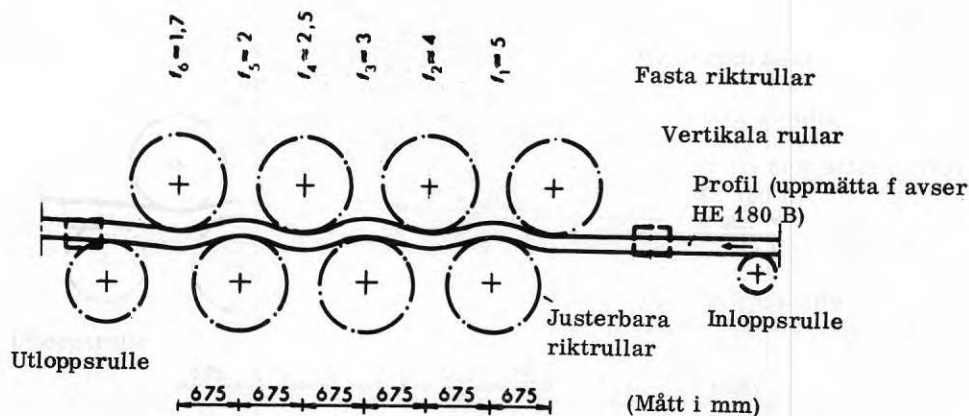 f₆≈1,7
f₅≈2
f₄≈2,5
f₃≈3
f₂≈4
f₁≈5
Fasta riktrullar
Vertikala rullar
Profil (uppmätta f avser
HE 180 B)
Justerbara
riktrullar
Inloppsrulle
Utloppsrulle
675 675 675 675 675 675
(Mått i mm)